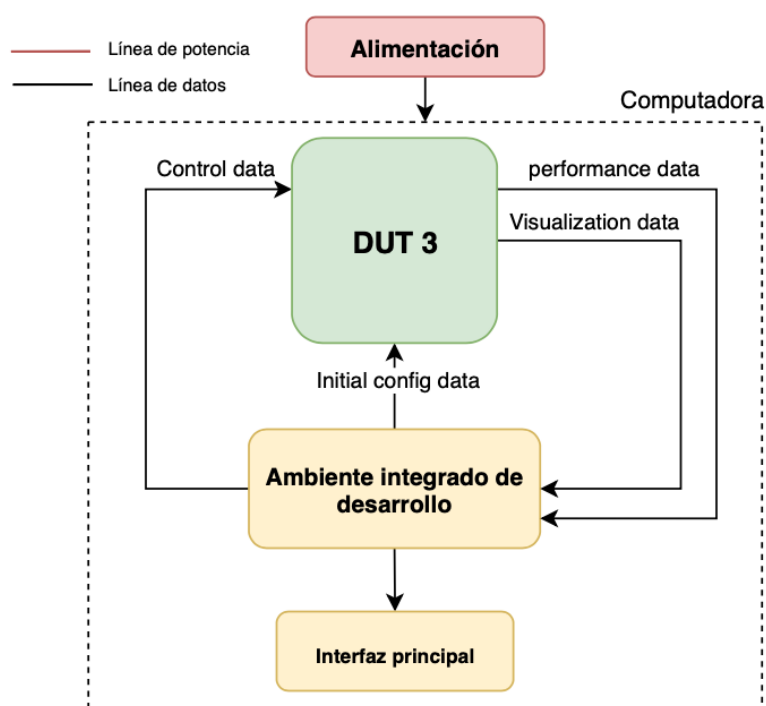 Línea de potencia
Línea de datos
Alimentación
Computadora
Control data
performance data
Visualization data
DUT 3
Initial config data
Ambiente integrado de
desarrollo
Interfaz principal